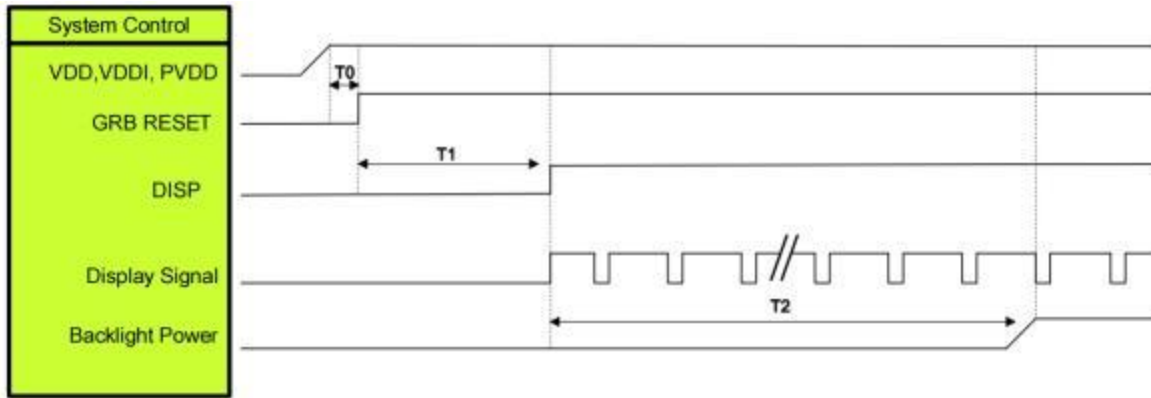 System Control
VDD,VDDI, PVDD
T0
GRB RESET
T1
DISP
Display Signal
T2
Backlight Power